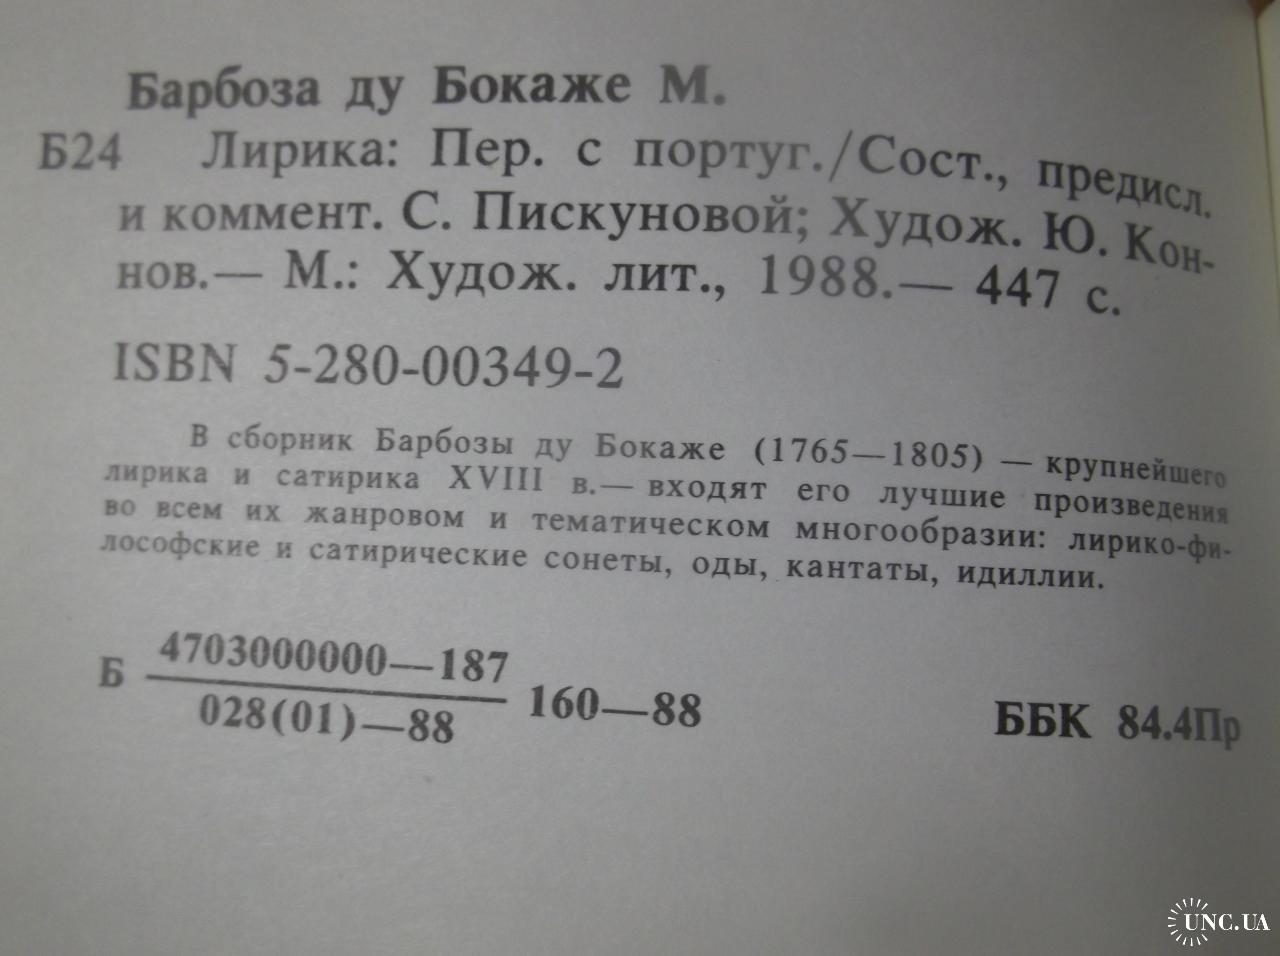 Барбоза ду Бокаже М.
Б24 Лирика: Пер. с португ./Сост., предисл.
и коммент. С. Пискуновой; Худож. Ю. Кон-
нов.— М.: Худож. лит., 1988.— 447 с.
ISBN 5-280-00349-2
В сборник Барбозы ду Бокаже (1765—1805) — крупнейшего
лирика и сатирика XVIII в.— входят его лучшие произведения
во всем их жанровом и тематическом многообразии: лирико-фи-
лософские и сатирические сонеты, оды, кантаты, идиллии.
Б 4703000000—187
028(01)—88
160—88
ББК 84.4Пр
UNC.UA